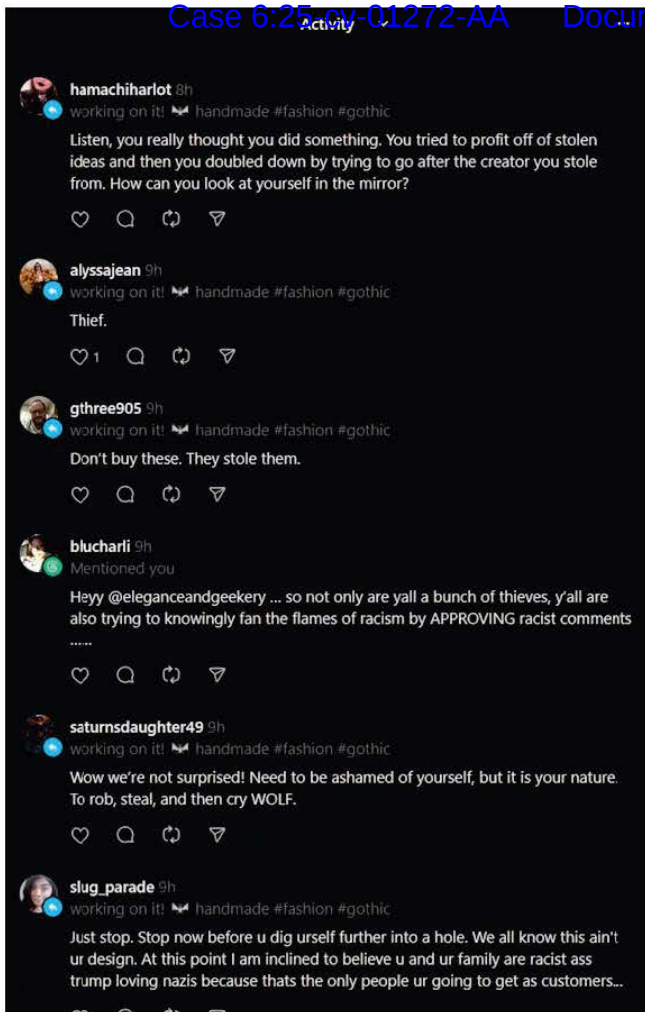 Case 6:25-cv-01272-AA Docu
Activity
hamachiharlot 8h
working on it! handmade #fashion #gothic
Listen, you really thought you did something. You tried to profit off of stolen
ideas and then you doubled down by trying to go after the creator you stole
from. How can you look at yourself in the mirror?
alyssajean 9h
working on it! handmade #fashion #gothic
Thief.
1
gthree905 9h
working on it! handmade #fashion #gothic
Don't buy these. They stole them.
blucharli 9h
Mentioned you
Heyy @eleganceandgeekery ... so not only are yall a bunch of thieves, y'all are
also trying to knowingly fan the flames of racism by APPROVING racist comments
......
saturnsdaughter49 9h
working on it! handmade #fashion #gothic
Wow we're not surprised! Need to be ashamed of yourself, but it is your nature.
To rob, steal, and then cry WOLF.
slug_parade 9h
working on it! handmade #fashion #gothic
Just stop. Stop now before u dig urself further into a hole. We all know this ain't
ur design. At this point I am inclined to believe u and ur family are racist ass
trump loving nazis because thats the only people ur going to get as customers...